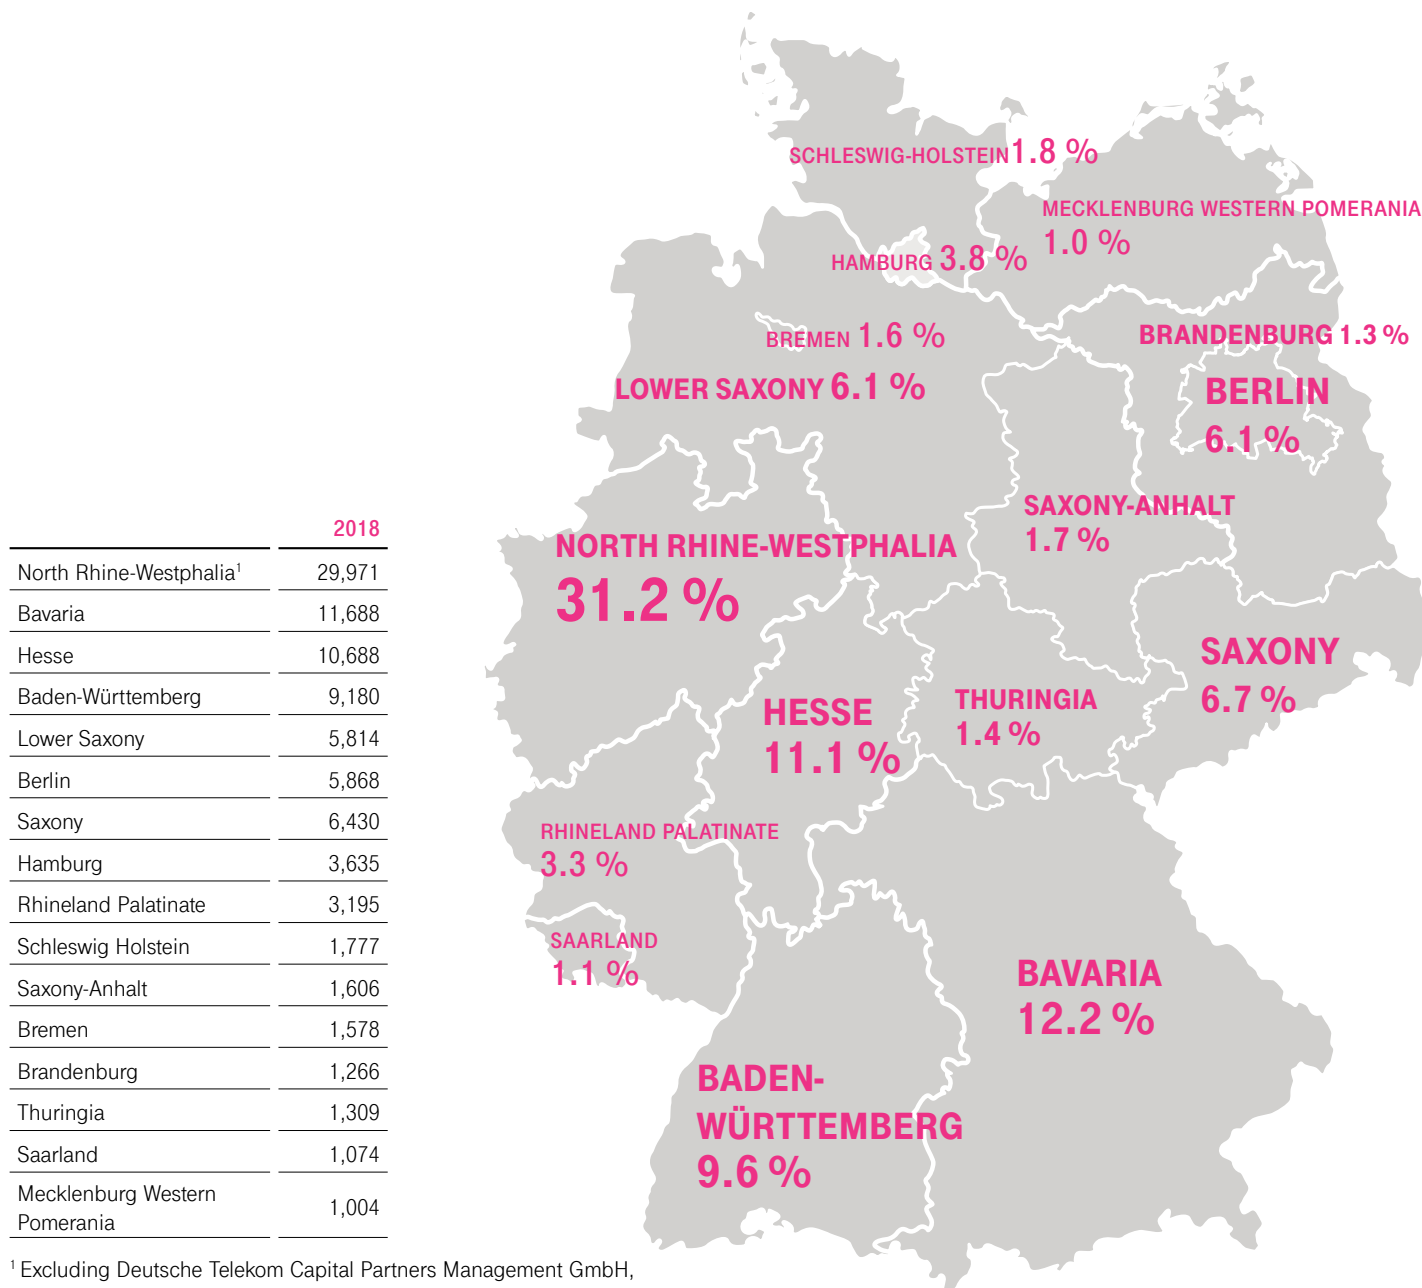 2018
North Rhine-Westphalia¹ 29,971
Bavaria 11,688
Hesse 10,688
Baden-Württemberg 9,180
Lower Saxony 5,814
Berlin 5,868
Saxony 6,430
Hamburg 3,635
Rhineland Palatinate 3,195
Schleswig Holstein 1,777
Saxony-Anhalt 1,606
Bremen 1,578
Brandenburg 1,266
Thuringia 1,309
Saarland 1,074
Mecklenburg Western
Pomerania 1,004
¹ Excluding Deutsche Telekom Capital Partners Management GmbH,
SCHLESWIG-HOLSTEIN 1.8 %
MECKLENBURG WESTERN POMERANIA
1.0 %
HAMBURG 3.8 %
BREMEN 1.6 %
BRANDENBURG 1.3 %
LOWER SAXONY 6.1 %
BERLIN
6.1 %
SAXONY-ANHALT
1.7 %
NORTH RHINE-WESTPHALIA
31.2 %
SAXONY
6.7 %
HESSE
11.1 %
THURINGIA
1.4 %
RHINELAND PALATINATE
3.3 %
SAARLAND
1.1 %
BAVARIA
12.2 %
BADEN-
WÜRTTEMBERG
9.6 %